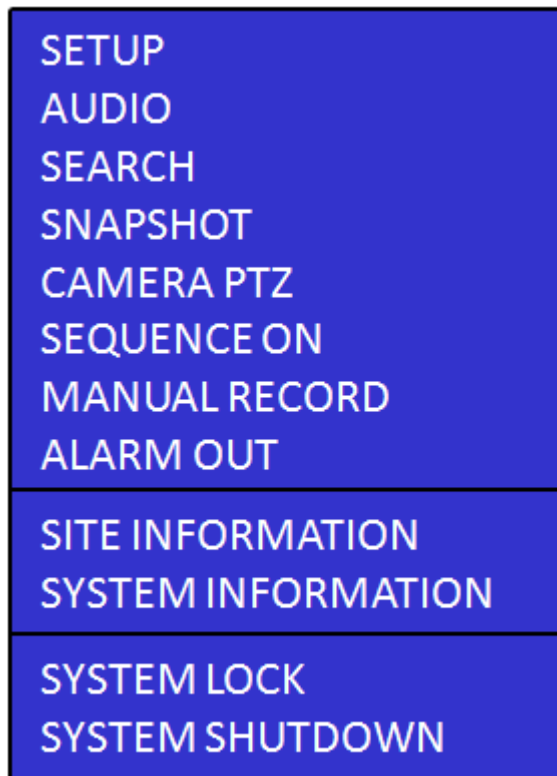 SETUP
AUDIO
SEARCH
SNAPSHOT
CAMERA PTZ
SEQUENCE ON
MANUAL RECORD
ALARM OUT
SITE INFORMATION
SYSTEM INFORMATION
SYSTEM LOCK
SYSTEM SHUTDOWN